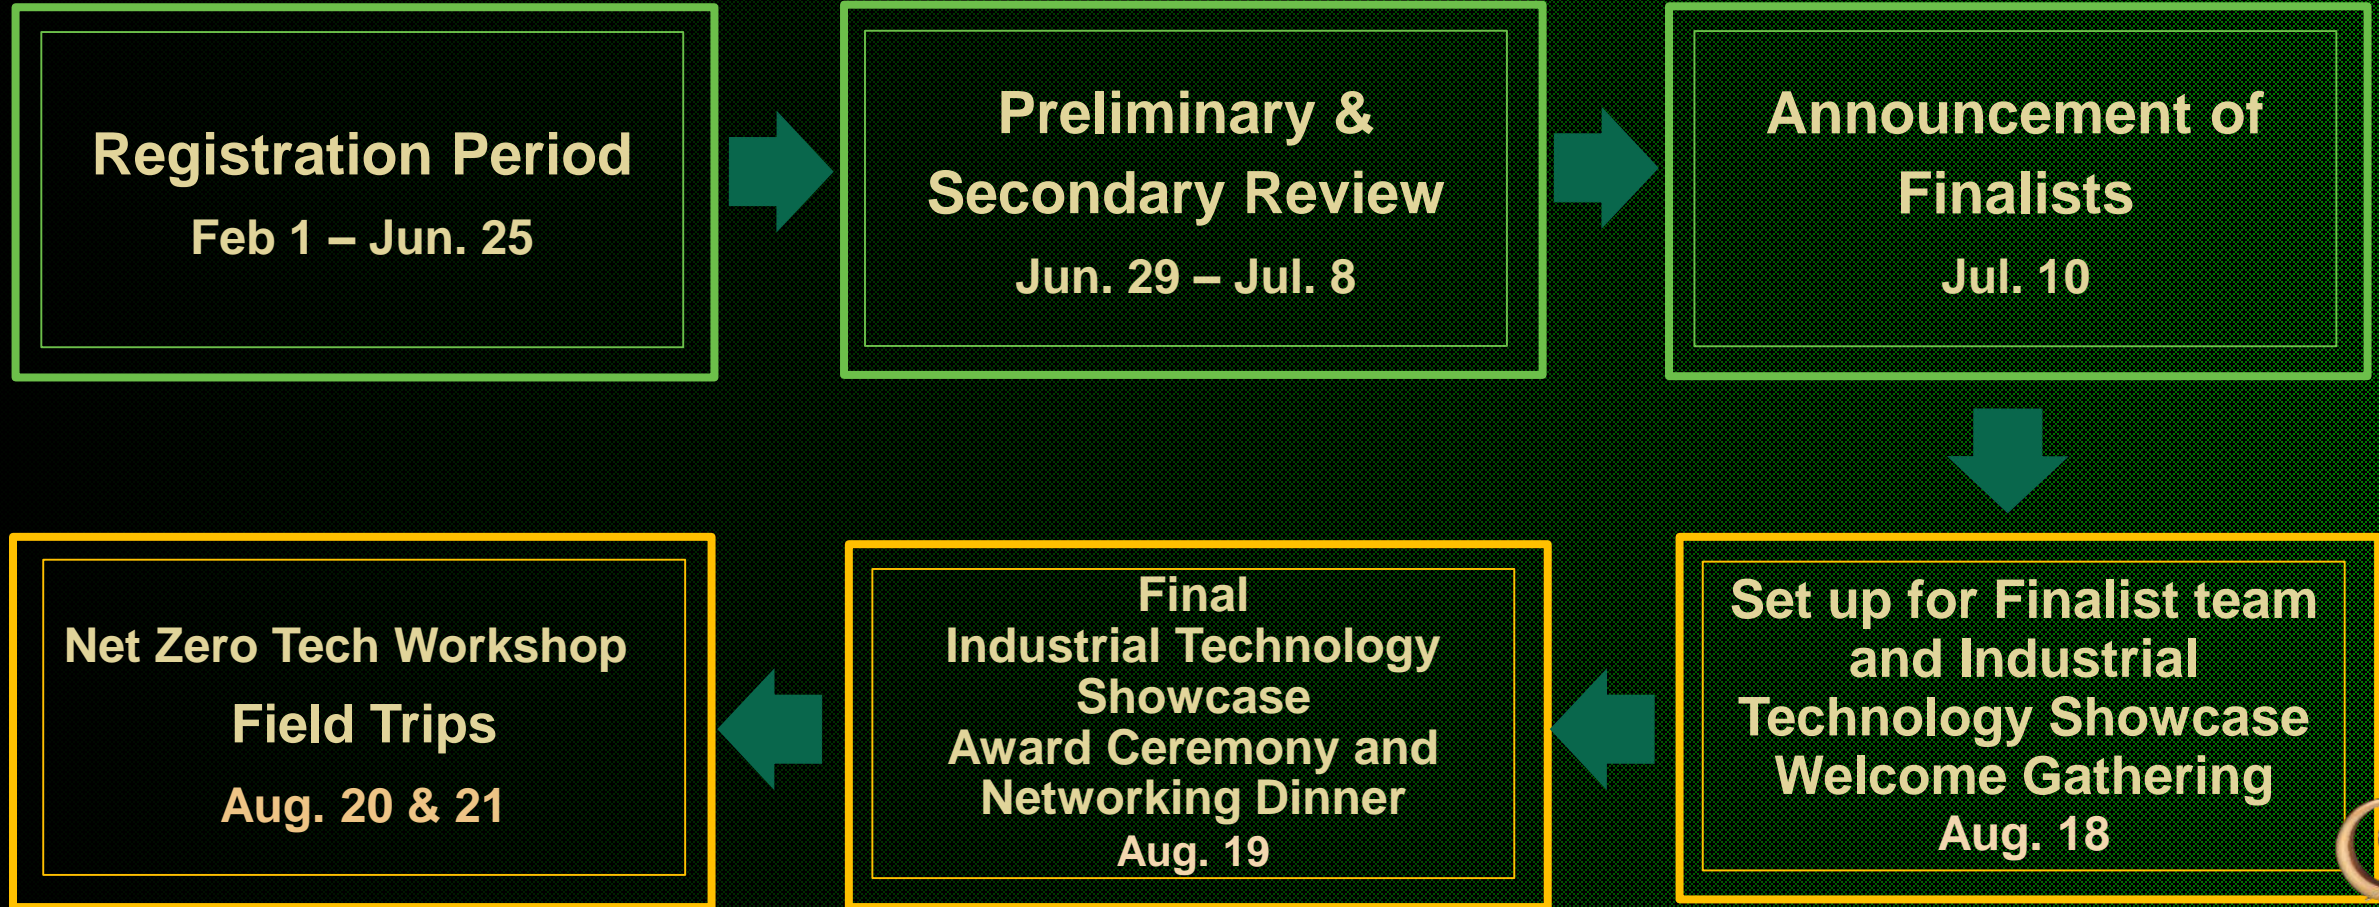 Registration Period
Feb 1 – Jun. 25
Preliminary &
Secondary Review
Jun. 29 – Jul. 8
Announcement of
Finalists
Jul. 10
Set up for Finalist team
and Industrial
Technology Showcase
Welcome Gathering
Aug. 18
Final
Industrial Technology
Showcase
Award Ceremony and
Networking Dinner
Aug. 19
Net Zero Tech Workshop
Field Trips
Aug. 20 & 21